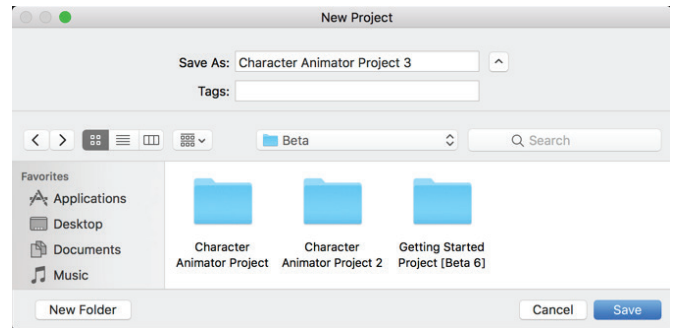 New Project
Save As: Character Animator Project 3
Tags:
Beta
Search
Favorites
Applications
Desktop
Documents
Music
Character
Animator Project
Character
Animator Project 2
Getting Started
Project [Beta 6]
New Folder
Cancel
Save